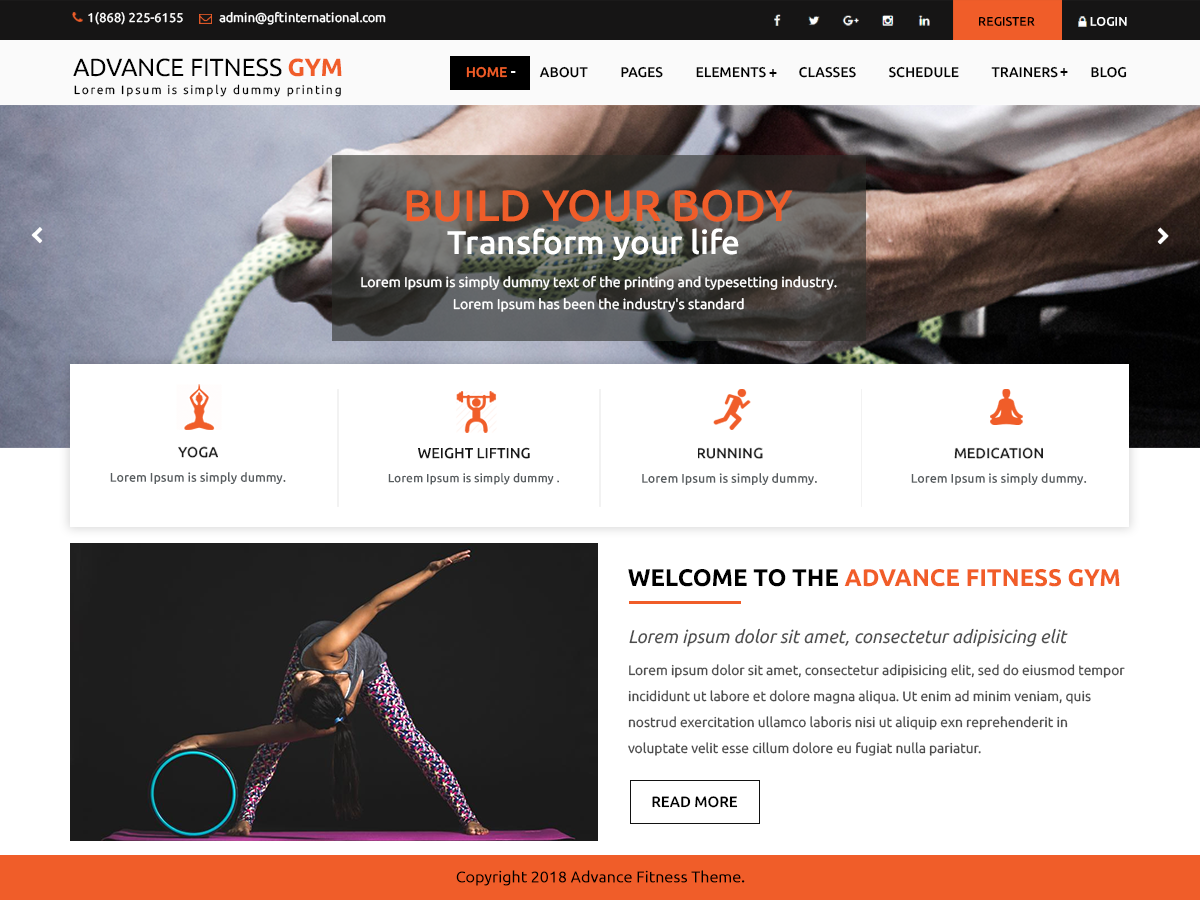 1(868) 225-6155 admin@gftinternational.com
REGISTER LOGIN
ADVANCE FITNESS GYM
Lorem Ipsum is simply dummy printing
HOME - ABOUT PAGES ELEMENTS + CLASSES SCHEDULE TRAINERS + BLOG
BUILD YOUR BODY
Transform your life
Lorem Ipsum is simply dummy text of the printing and typesetting industry.
Lorem Ipsum has been the industry's standard
YOGA
Lorem Ipsum is simply dummy.
WEIGHT LIFTING
Lorem Ipsum is simply dummy .
RUNNING
Lorem Ipsum is simply dummy.
MEDICATION
Lorem Ipsum is simply dummy.
WELCOME TO THE ADVANCE FITNESS GYM
Lorem ipsum dolor sit amet, consectetur adipisicing elit
Lorem ipsum dolor sit amet, consectetur adipisicing elit, sed do eiusmod tempor
incididunt ut labore et dolore magna aliqua. Ut enim ad minim veniam, quis
nostrud exercitation ullamco laboris nisi ut aliquip exn reprehenderit in
voluptate velit esse cillum dolore eu fugiat nulla pariatur.
READ MORE
Copyright 2018 Advance Fitness Theme.